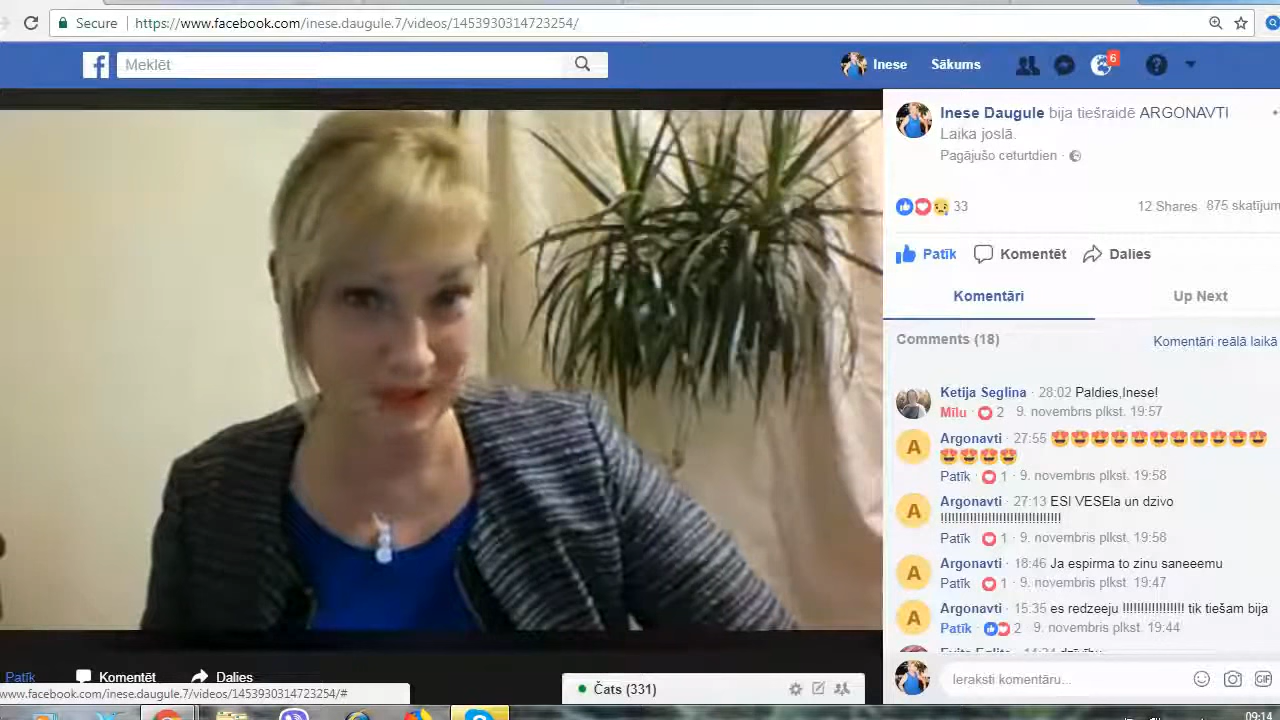 Secure https://www.facebook.com/inese.daugule.7/videos/1453930314723254/
Meklēt
Inese Sākums 6
Inese Daugule bija tiešraidē ARGONAVTI
Laika joslā.
Pagājušo ceturtdien ·
33 12 Shares 875 skatījum
Patīk Komentēt Dalies
Komentāri Up Next
Comments (18) Komentāri reālā laikā
Ketija Seglina · 28:02 Paldies,Inese!
Mīlu · 2 9. novembris plkst. 19:57
A Argonavti · 27:55 😍😍😍😍😍😍😍😍😍😍😍
😍😍😍😍
Patīk · 1 · 9. novembris plkst. 19:58
A Argonavti · 27:13 ESI VESEla un dzivo
!!!!!!!!!!!!!!!!!!!!!!!!!!!!!!!!!
Patīk · 1 · 9. novembris plkst. 19:58
A Argonavti · 18:46 Ja espirma to zinu saneeemu
Patīk · 1 · 9. novembris plkst. 19:47
A Argonavti · 15:35 es redzeeju !!!!!!!!!!!!!!!!! tik tiešam bija
Patīk · 2 · 9. novembris plkst. 19:44
Ieraksti komentāru... GIF
Patīk Komentēt Dalies
www.facebook.com/inese.daugule.7/videos/1453930314723254/#
Čats (331)
09:14